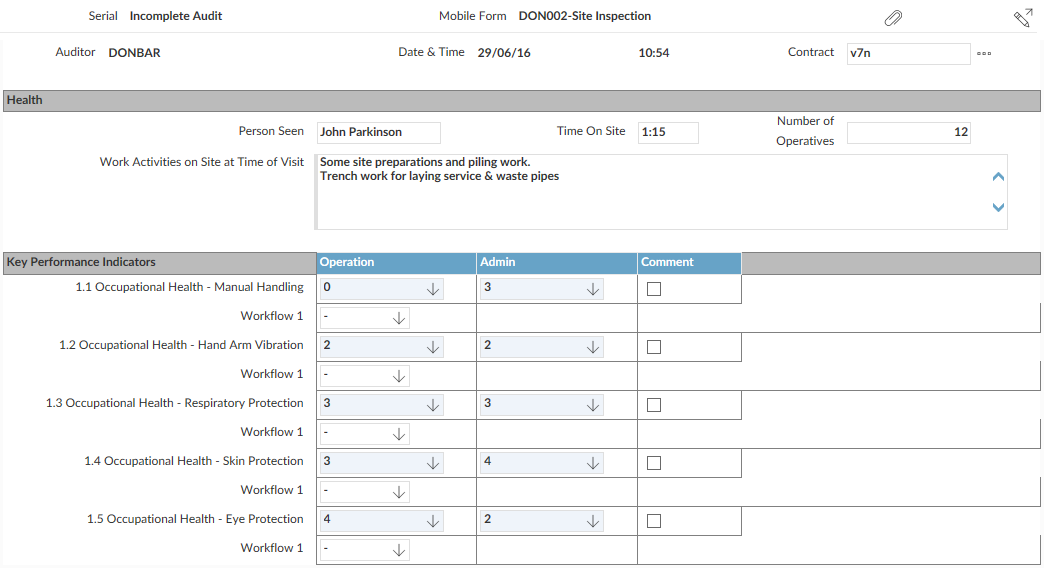 Serial Incomplete Audit Mobile Form DON002-Site Inspection
Auditor DONBAR Date & Time 29/06/16 10:54 Contract v7n
Health
Person Seen John Parkinson Time On Site 1:15 Number of Operatives 12
Work Activities on Site at Time of Visit Some site preparations and piling work.
Trench work for laying service & waste pipes
Key Performance Indicators Operation Admin Comment
1.1 Occupational Health - Manual Handling 0 3
Workflow 1 -
1.2 Occupational Health - Hand Arm Vibration 2 2
Workflow 1 -
1.3 Occupational Health - Respiratory Protection 3 3
Workflow 1 -
1.4 Occupational Health - Skin Protection 3 4
Workflow 1 -
1.5 Occupational Health - Eye Protection 4 2
Workflow 1 -